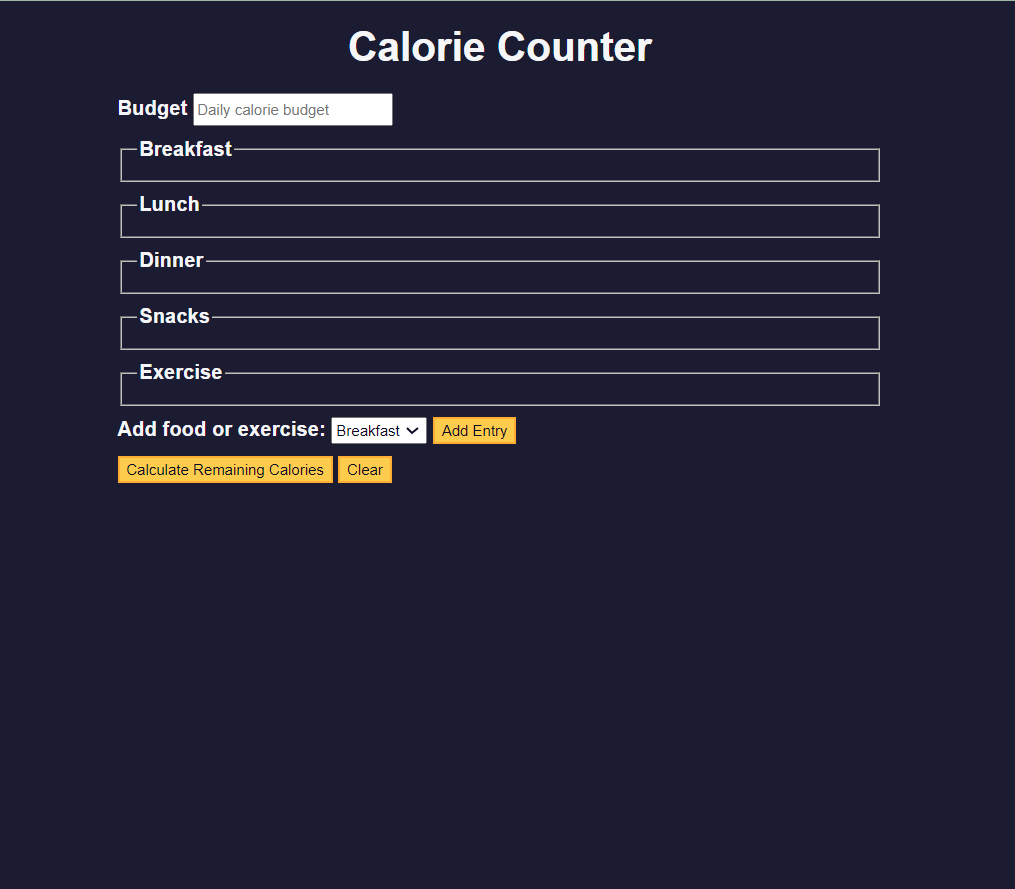 Calorie Counter
Budget Daily calorie budget
Breakfast
Lunch
Dinner
Snacks
Exercise
Add food or exercise: Breakfast Add Entry
Calculate Remaining Calories Clear